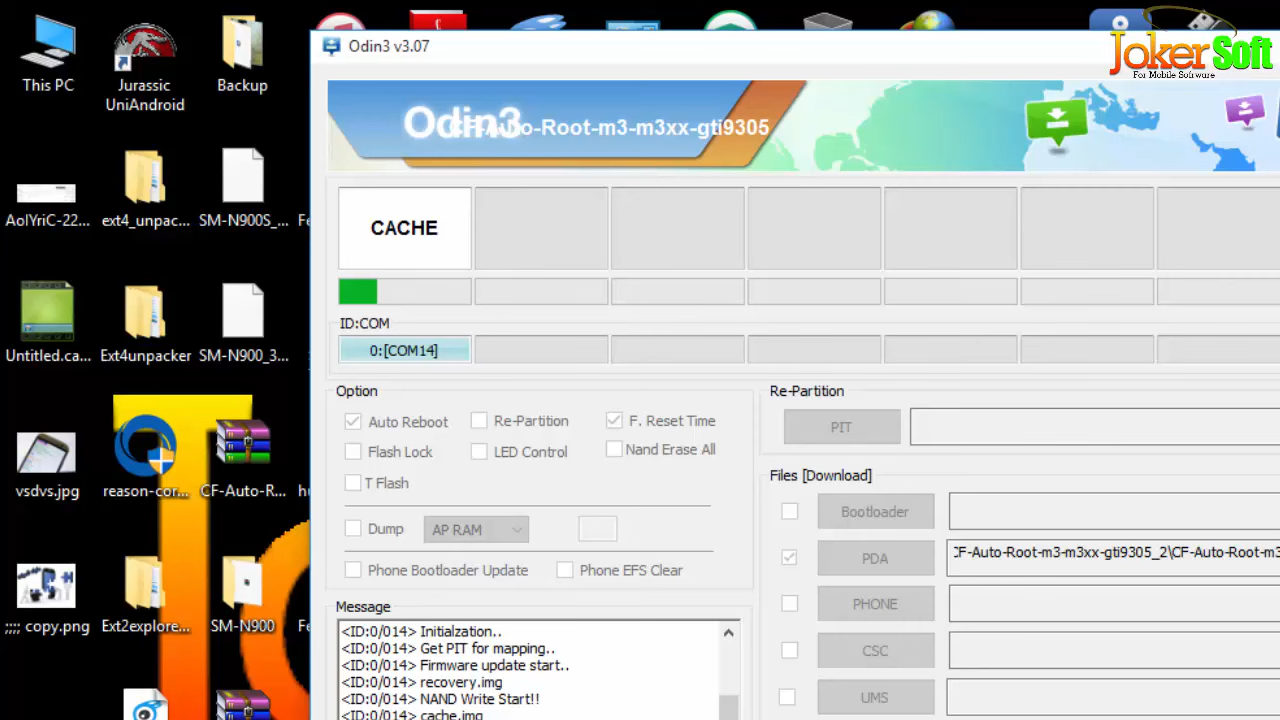 Odin3 v3.07
JokerSoft
For Mobile Software
This PC
Jurassic
UniAndroid
Backup
Odin3
CF-Auto-Root-m3-m3xx-gti9305
AolYriC-22...
ext4_unpac...
SM-N900S_...
CACHE
ID:COM
0:[COM14]
Untitled.ca...
Ext4unpacker
SM-N900_3...
Option
Re-Partition
Auto Reboot
Re-Partition
F. Reset Time
PIT
Flash Lock
LED Control
Nand Erase All
Files [Download]
T Flash
vsdvs.jpg
reason-cor...
CF-Auto-R...
Bootloader
Dump
AP RAM
CF-Auto-Root-m3-m3xx-gti9305_2\CF-Auto-Root-m3
PDA
Phone Bootloader Update
Phone EFS Clear
PHONE
Message
;;;; copy.png
Ext2explore...
SM-N900
<ID:0/014> Initialzation..
<ID:0/014> Get PIT for mapping..
<ID:0/014> Firmware update start..
<ID:0/014> recovery.img
<ID:0/014> NAND Write Start!!
<ID:0/014> cache.img
CSC
UMS